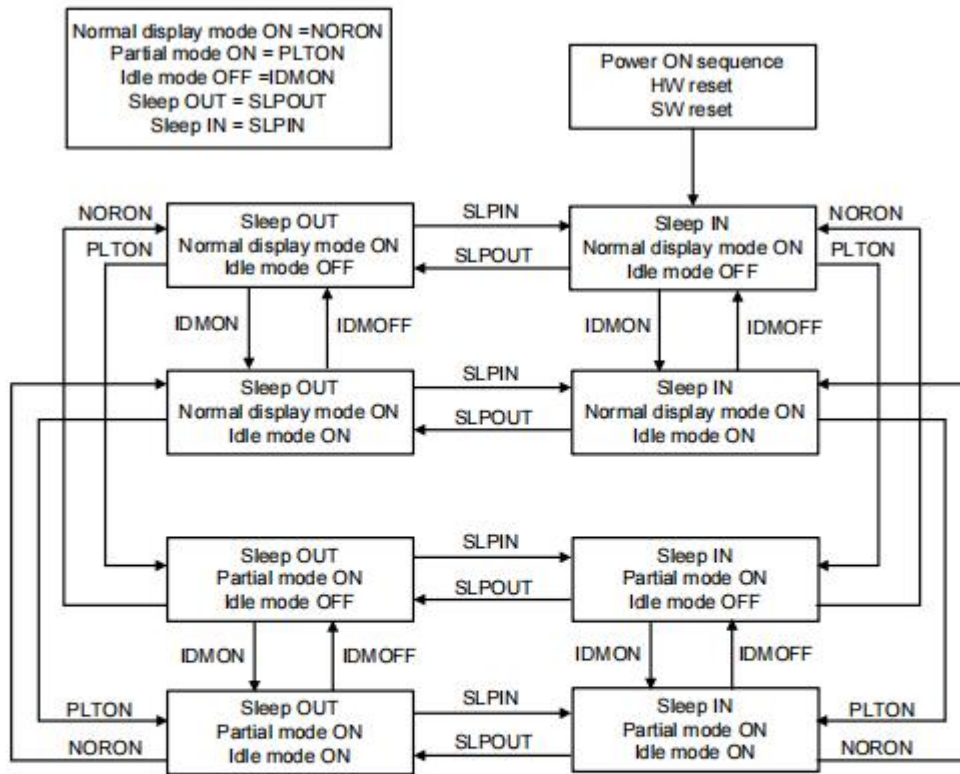 Normal display mode ON =NORON
Partial mode ON = PLTON
Idle mode OFF =IDMON
Sleep OUT = SLPOUT
Sleep IN = SLPIN
Power ON sequence
HW reset
SW reset
NORON
PLTON
Sleep OUT
Normal display mode ON
Idle mode OFF
SLPIN
SLPOUT
Sleep IN
Normal display mode ON
Idle mode OFF
NORON
PLTON
IDMON
IDMOFF
IDMON
IDMOFF
Sleep OUT
Normal display mode ON
Idle mode ON
SLPIN
SLPOUT
Sleep IN
Normal display mode ON
Idle mode ON
Sleep OUT
Partial mode ON
Idle mode OFF
SLPIN
SLPOUT
Sleep IN
Partial mode ON
Idle mode OFF
IDMON
IDMOFF
IDMON
IDMOFF
PLTON
NORON
Sleep OUT
Partial mode ON
Idle mode ON
SLPIN
SLPOUT
Sleep IN
Partial mode ON
Idle mode ON
PLTON
NORON